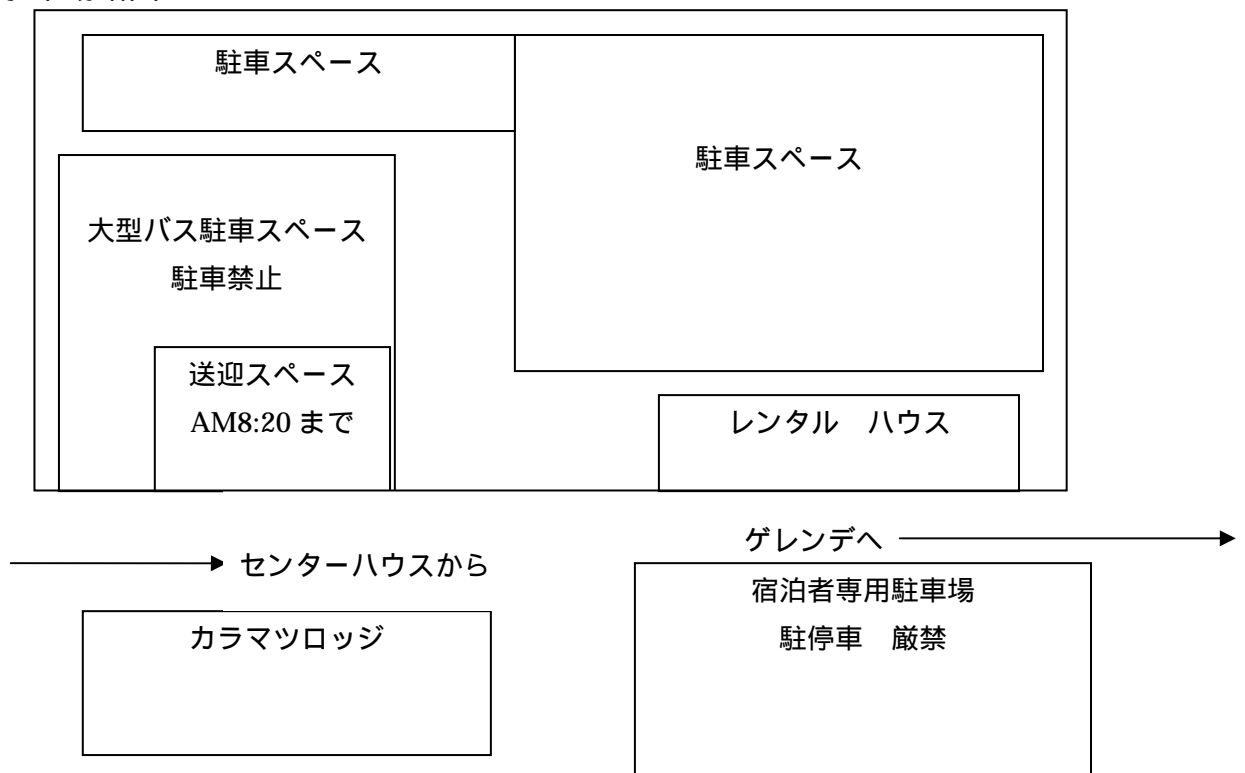 駐車スペース
駐車スペース
大型バス駐車スペース
駐車禁止
送迎スペース
AM8:20 まで
レンタル　ハウス
ゲレンデへ
センターハウスから
宿泊者専用駐車場
駐停車　厳禁
カラマツロッジ